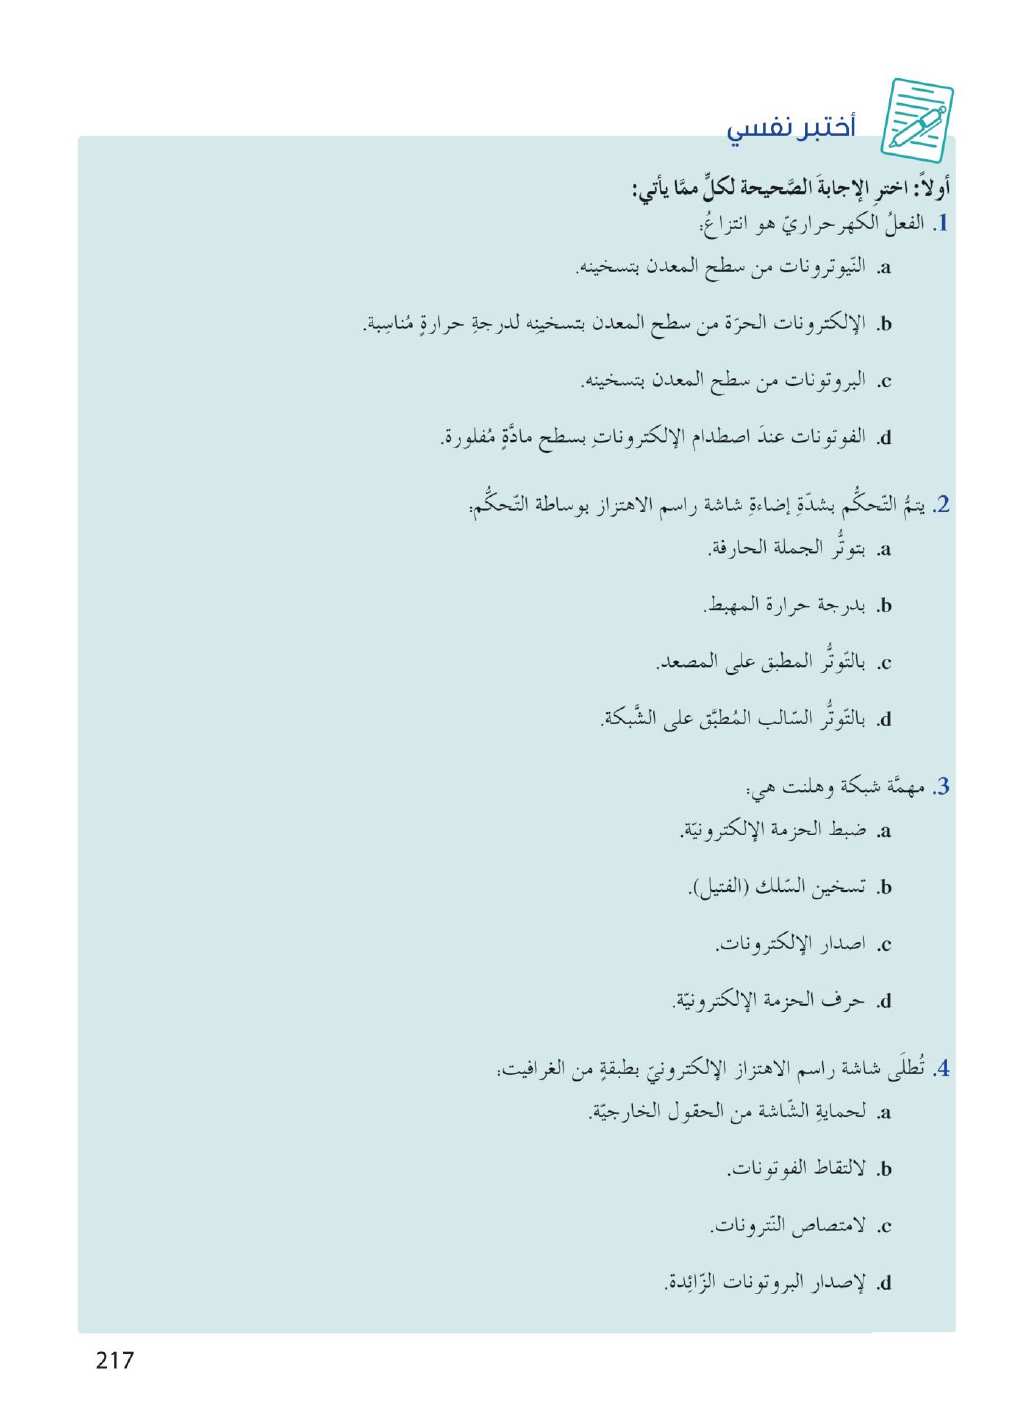 أختبر نفسي
أولاً: اخترِ الإجابةَ الصَّحيحة لكلٍّ ممَّا يأتي:
1. الفعلُ الكهرحراريّ هو انتزاعُ:
a. النّيوترونات من سطح المعدن بتسخينه.
b. الإلكترونات الحرّة من سطح المعدن بتسخينِه لدرجةِ حرارةٍ مُناسِبة.
c. البروتونات من سطح المعدن بتسخينه.
d. الفوتونات عندَ اصطدام الإلكتروناتِ بسطح مادَّةٍ مُفلورة.
2. يتمُّ التّحكُّم بشدّةِ إضاءةِ شاشة راسم الاهتزاز بوساطة التّحكُّم:
a. بتوتُّر الجملة الحارفة.
b. بدرجة حرارة المهبط.
c. بالتّوتُّر المطبق على المصعد.
d. بالتّوتُّر السّالب المُطبَّق على الشَّبكة.
3. مهمَّة شبكة وهلنت هي:
a. ضبط الحزمة الإلكترونيّة.
b. تسخين السّلك (الفتيل).
c. اصدار الإلكترونات.
d. حرف الحزمة الإلكترونيّة.
4. تُطلَى شاشة راسم الاهتزاز الإلكترونيّ بطبقةٍ من الغرافيت:
a. لحمايةِ الشّاشة من الحقول الخارجيّة.
b. لالتقاط الفوتونات.
c. لامتصاص النّترونات.
d. لإصدار البروتونات الزّائِدة.
217